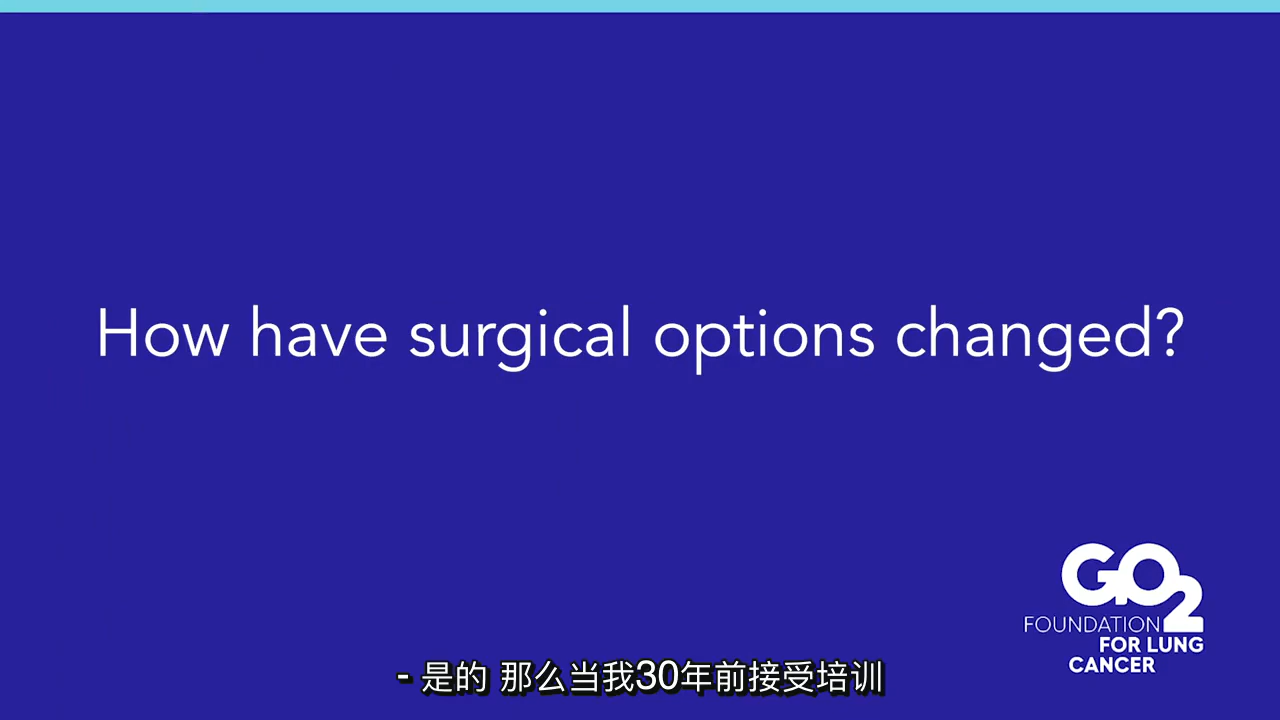 How have surgical options changed?
GO2
FOUNDATION
FOR LUNG
CANCER
- 是的 那么当我30年前接受培训